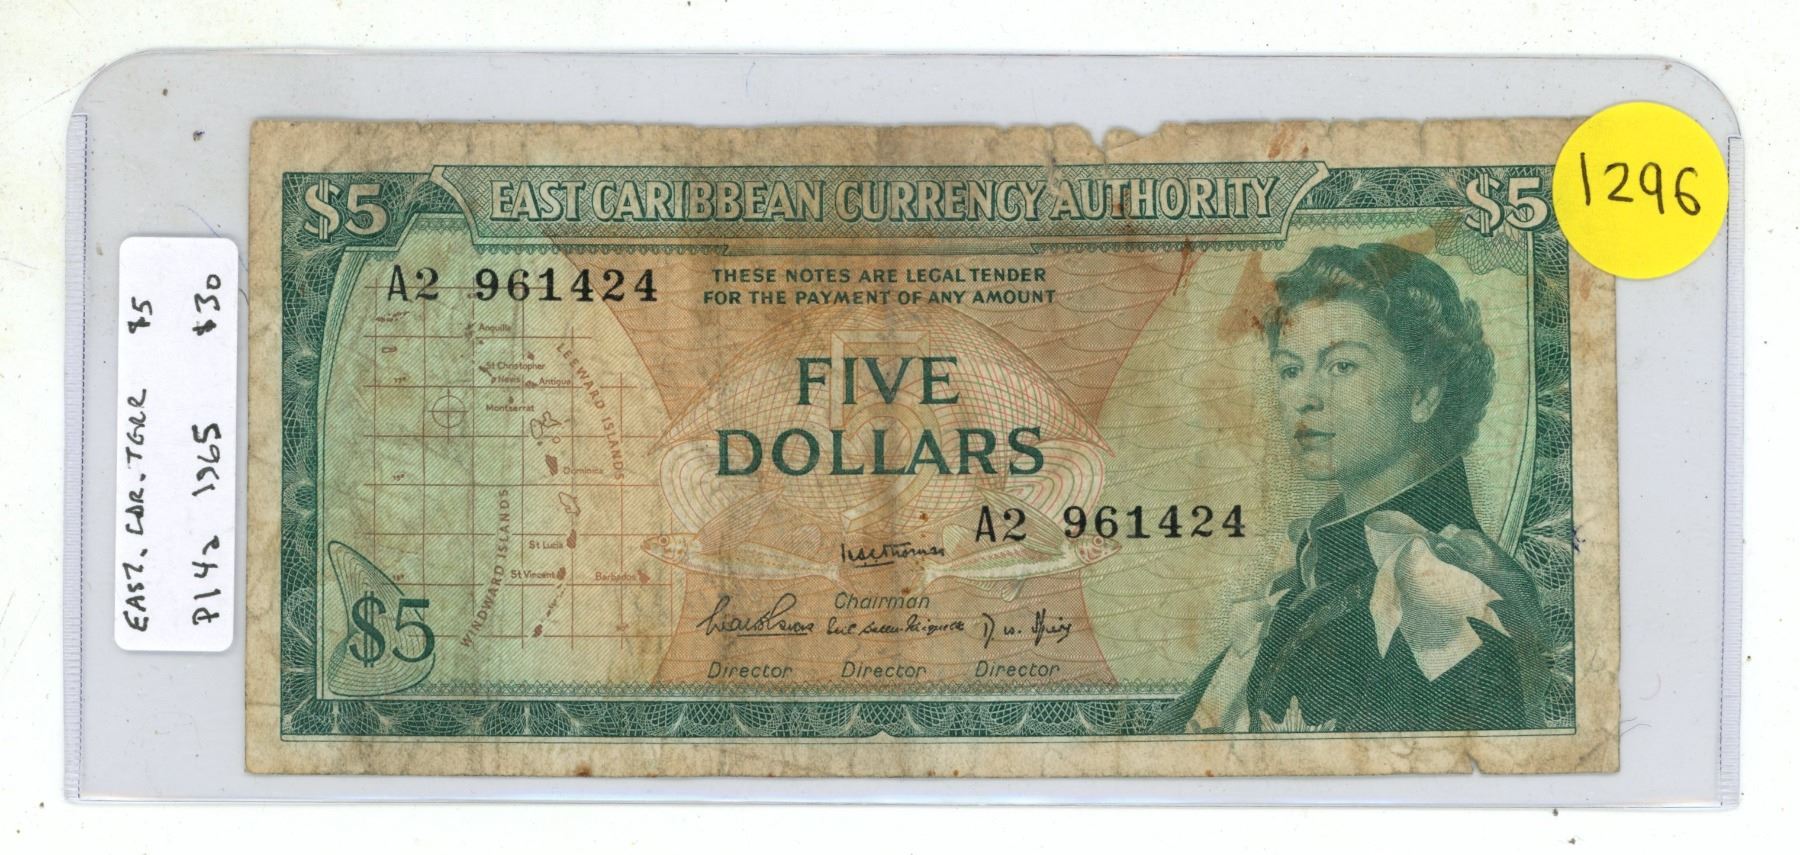 1296
$5 EAST CARIBBEAN CURRENCY AUTHORITY $5
A2 961424
THESE NOTES ARE LEGAL TENDER
FOR THE PAYMENT OF ANY AMOUNT
Anguilla
St Christopher
Nevis
Antigua
Montserrat
LEEWARD ISLANDS
Dominica
St Lucia
St Vincent
Barbados
WINDWARD ISLANDS
5
FIVE
DOLLARS
A2 961424
Chairman
Director Director Director
$5
EAST. CAR. TERR $5
P14a 1965 $30